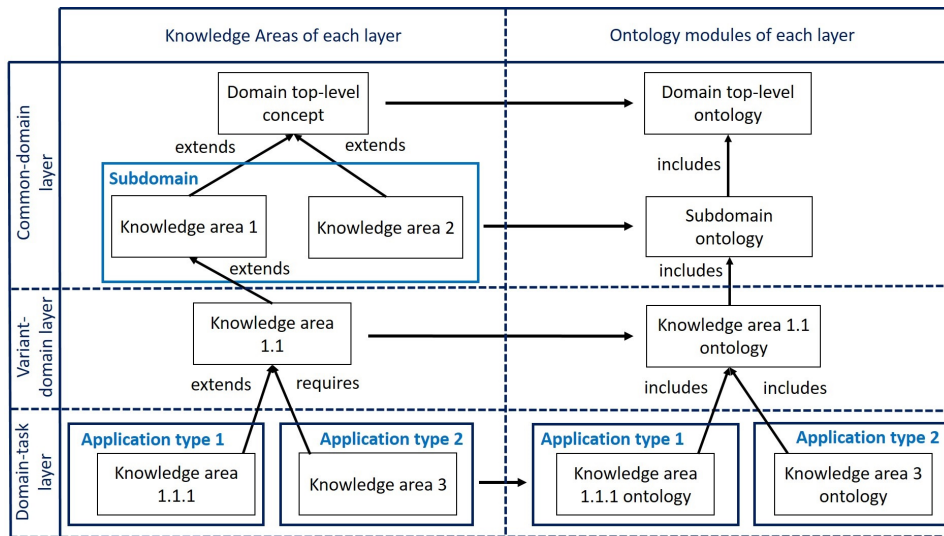 Knowledge Areas of each layer
Ontology modules of each layer
Common-domain
layer
Domain top-level
concept
Domain top-level
ontology
extends
extends
includes
Subdomain
Knowledge area 1
Knowledge area 2
Subdomain
ontology
extends
includes
Variant-
domain layer
Knowledge area
1.1
Knowledge area 1.1
ontology
extends
requires
includes
includes
Domain-task
layer
Application type 1
Knowledge area
1.1.1
Application type 2
Knowledge area 3
Application type 1
Knowledge area
1.1.1 ontology
Application type 2
Knowledge area 3
ontology